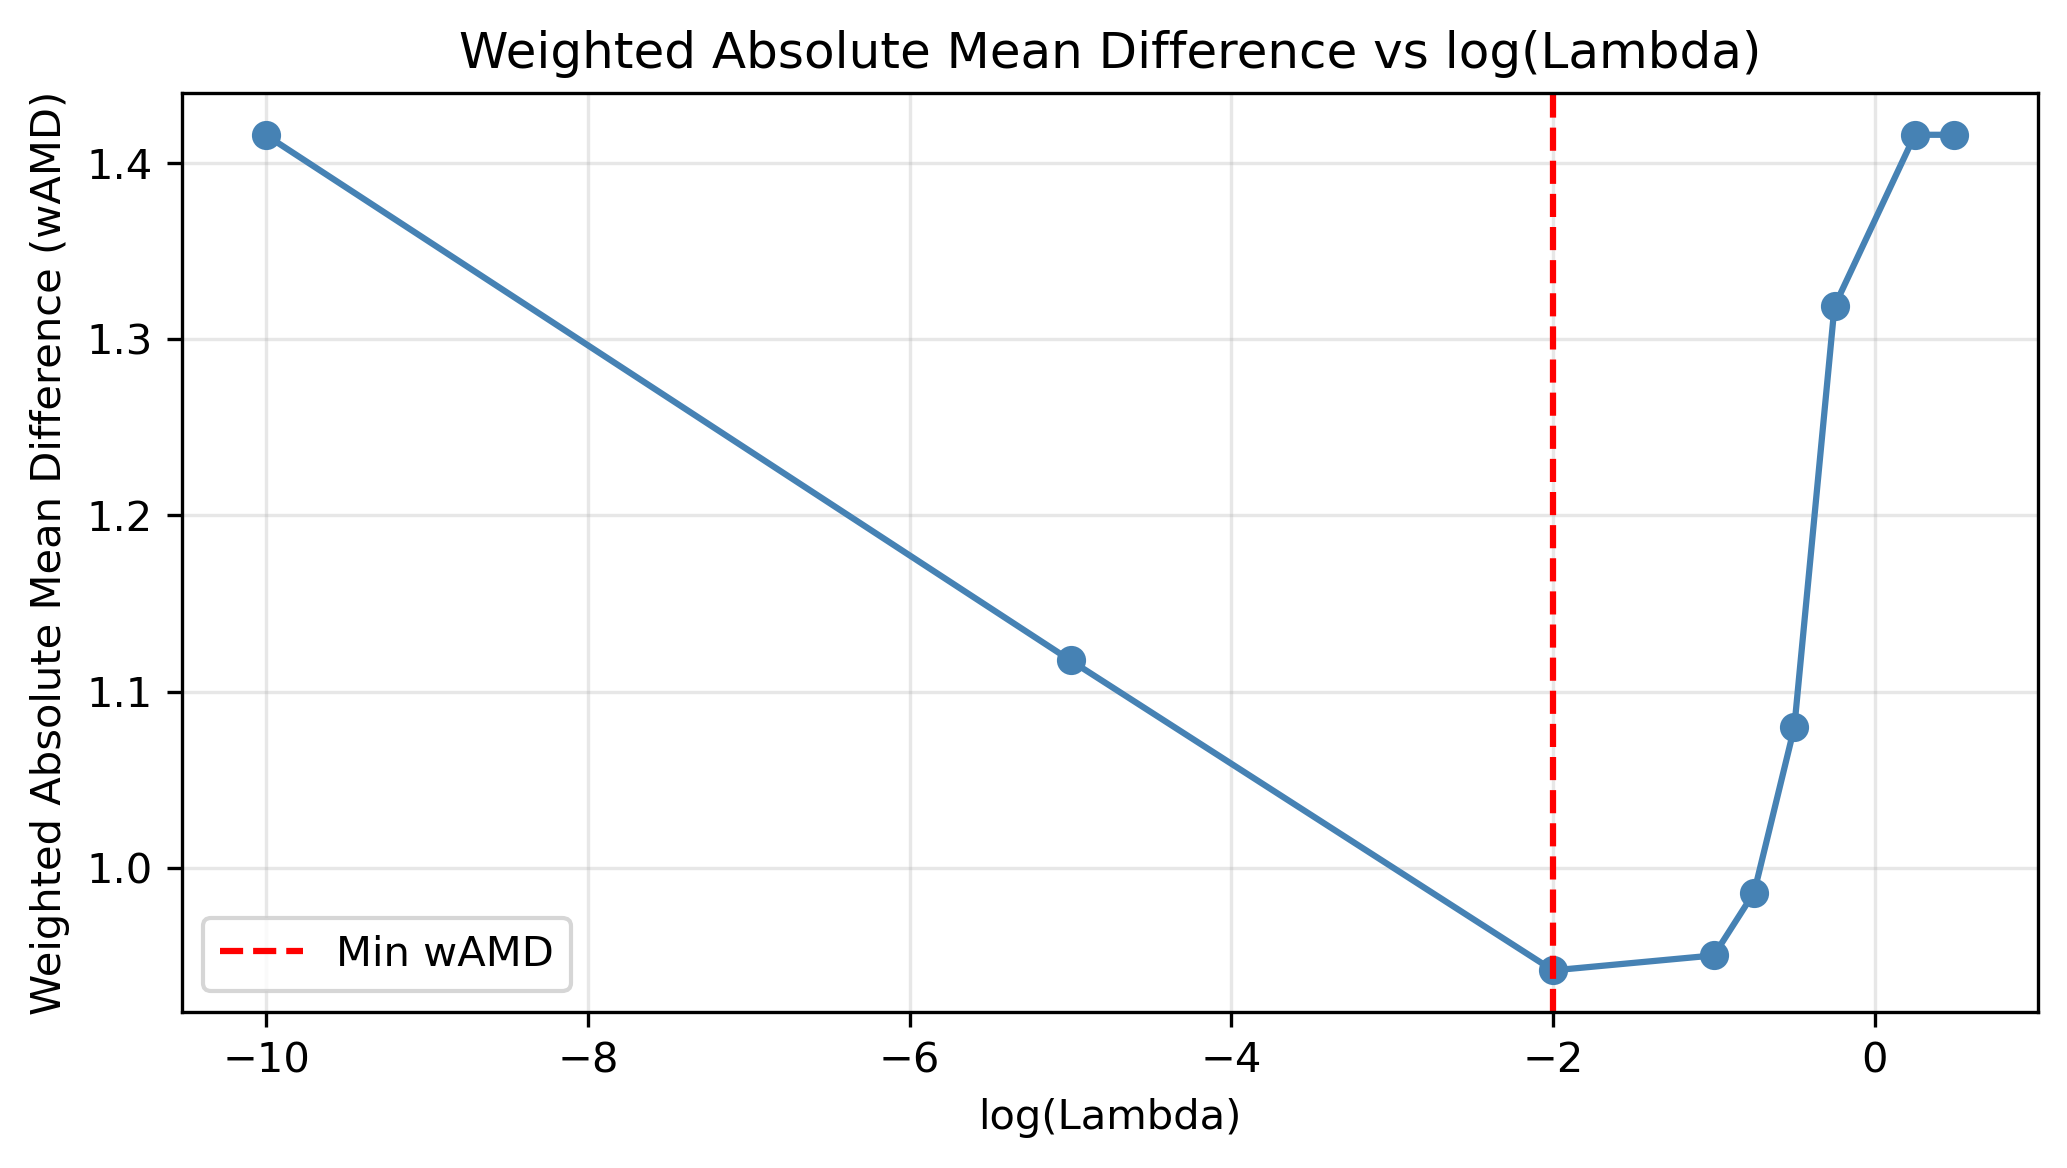 Weighted Absolute Mean Difference vs log(Lambda)
Weighted Absolute Mean Difference (wAMD)
1.4
1.3
1.2
1.1
1.0
Min wAMD
−10
−8
−6
−4
−2
0
log(Lambda)